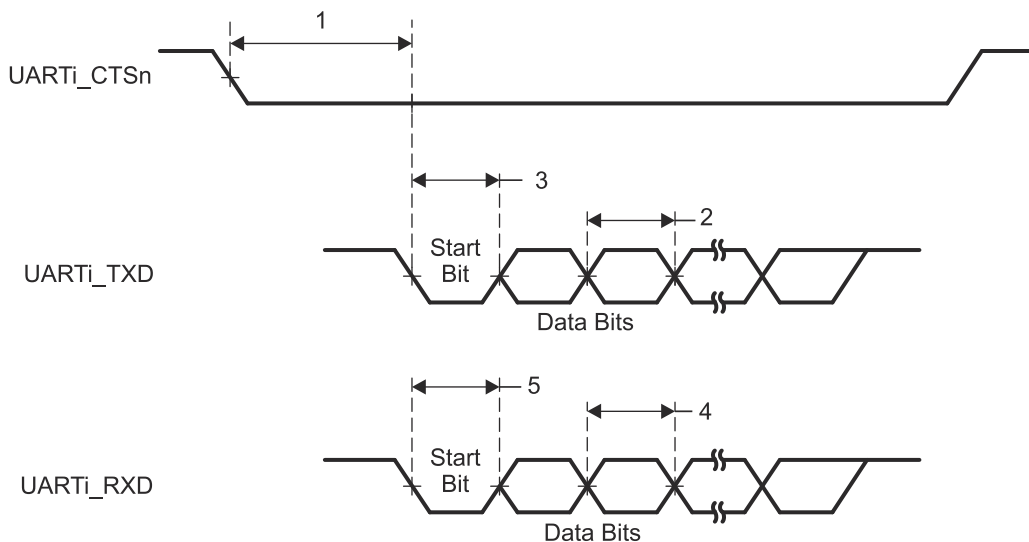 1
UARTi_CTSn
3
2
Start
Bit
UARTi_TXD
Data Bits
5
4
Start
Bit
UARTi_RXD
Data Bits